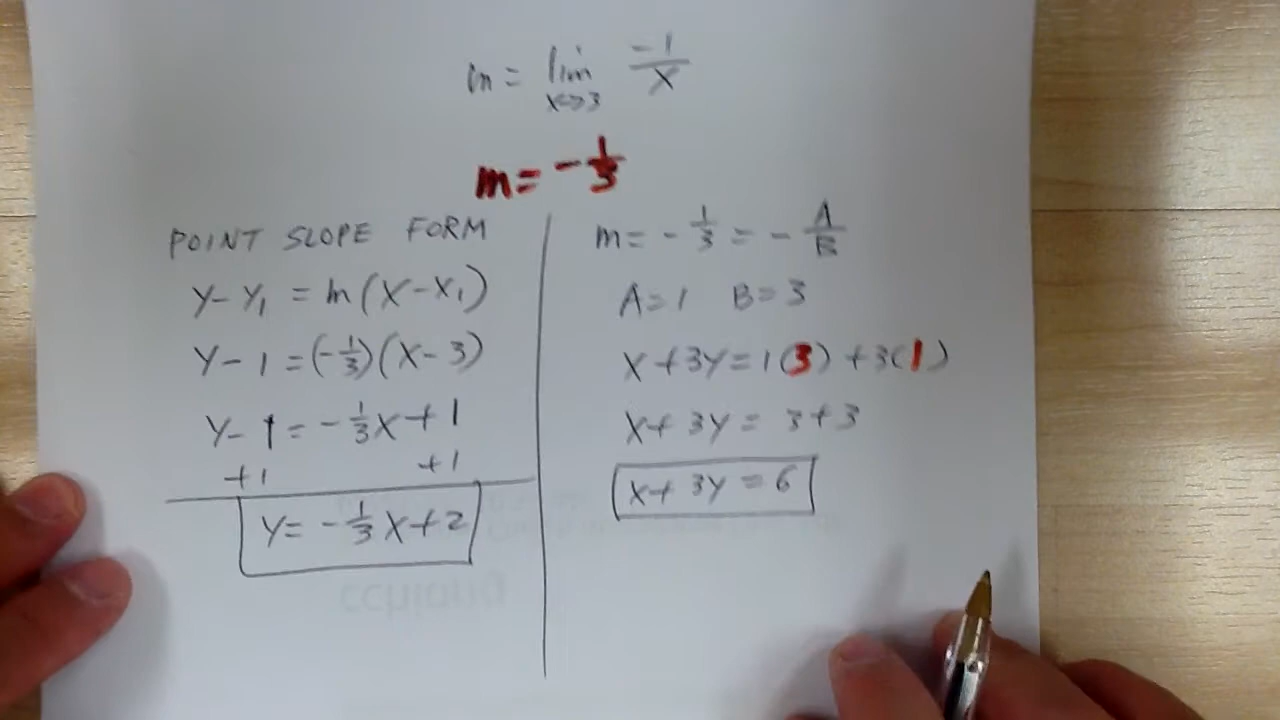 m = lim -1/x
x→3
m = -1/3
POINT SLOPE FORM
y - y₁ = m(x - x₁)
y - 1 = (-1/3)(x - 3)
y - 1 = -1/3x + 1
+1 +1
y = -1/3x + 2
m = -1/3 = -A/B
A = 1 B = 3
x + 3y = 1(3) + 3(1)
x + 3y = 3 + 3
x + 3y = 6